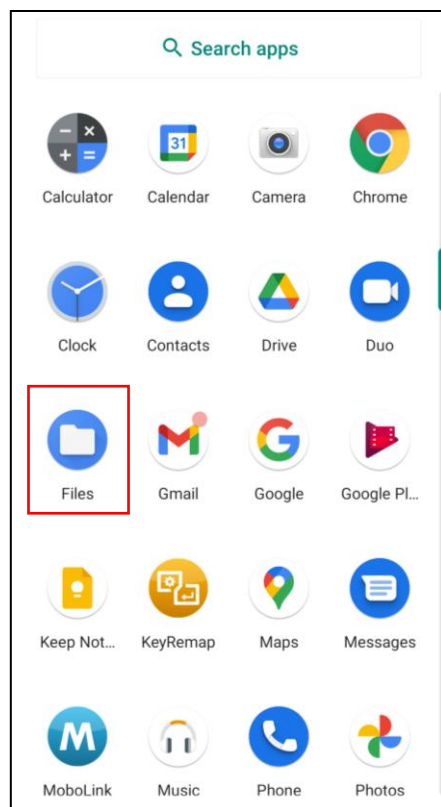 Search apps
31
Calculator Calendar Camera Chrome
Clock Contacts Drive Duo
Files Gmail Google Google Pl...
Keep Not... KeyRemap Maps Messages
M
MoboLink Music Phone Photos